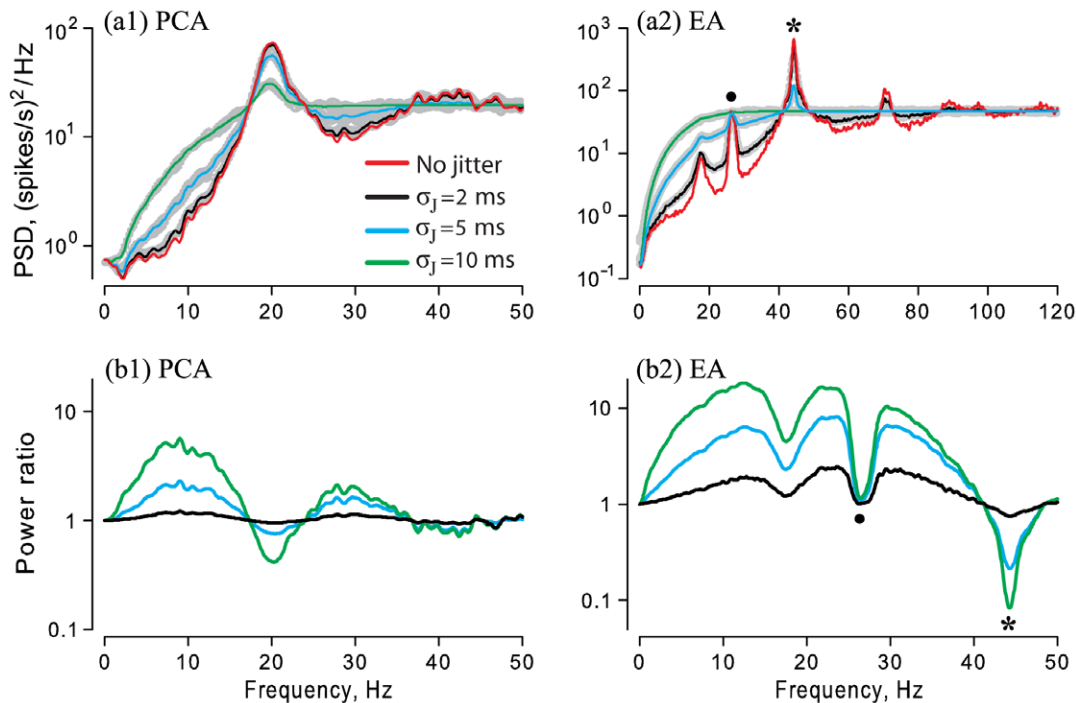 (a1) PCA
PSD, (spikes/s)²/Hz
10²
10¹
10⁰
No jitter
σJ=2 ms
σJ=5 ms
σJ=10 ms
0 10 20 30 40 50
(a2) EA
*
10³
10²
10¹
10⁰
10⁻¹
0 20 40 60 80 100 120
(b1) PCA
Power ratio
10
1
0.1
0 10 20 30 40 50
Frequency, Hz
(b2) EA
10
1
0.1
*
0 10 20 30 40 50
Frequency, Hz